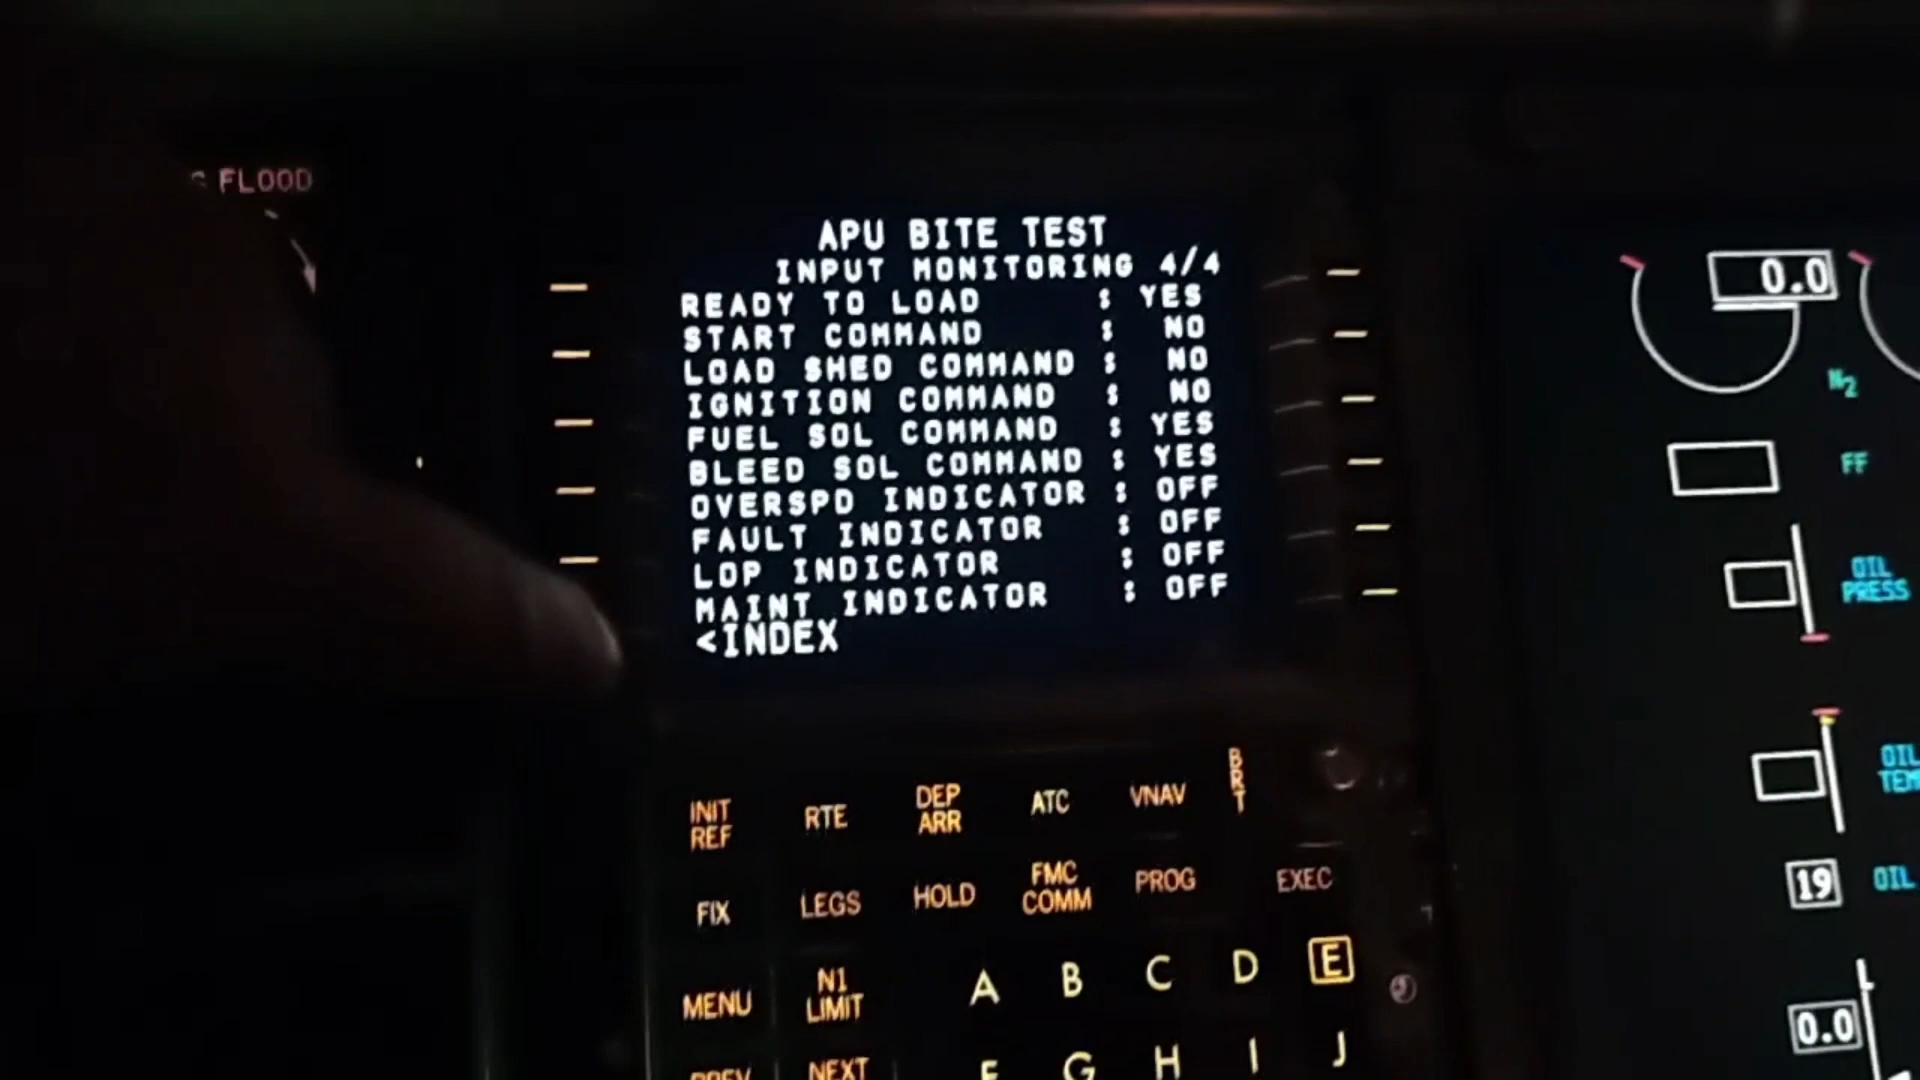 FLOOD
APU BITE TEST
INPUT MONITORING 4/4
READY TO LOAD : YES
START COMMAND : NO
LOAD SHED COMMAND : NO
IGNITION COMMAND : NO
FUEL SOL COMMAND : YES
BLEED SOL COMMAND : YES
OVERSPD INDICATOR : OFF
FAULT INDICATOR : OFF
LOP INDICATOR : OFF
MAINT INDICATOR : OFF
<INDEX
INIT REF
RTE
DEP ARR
ATC
VNAV
BRT
FIX
LEGS
HOLD
FMC COMM
PROG
EXEC
MENU
N1 LIMIT
A B C D E
PREV
NEXT
F G H I J
0.0
N2
FF
OIL PRESS
OIL
19 OIL
0.0